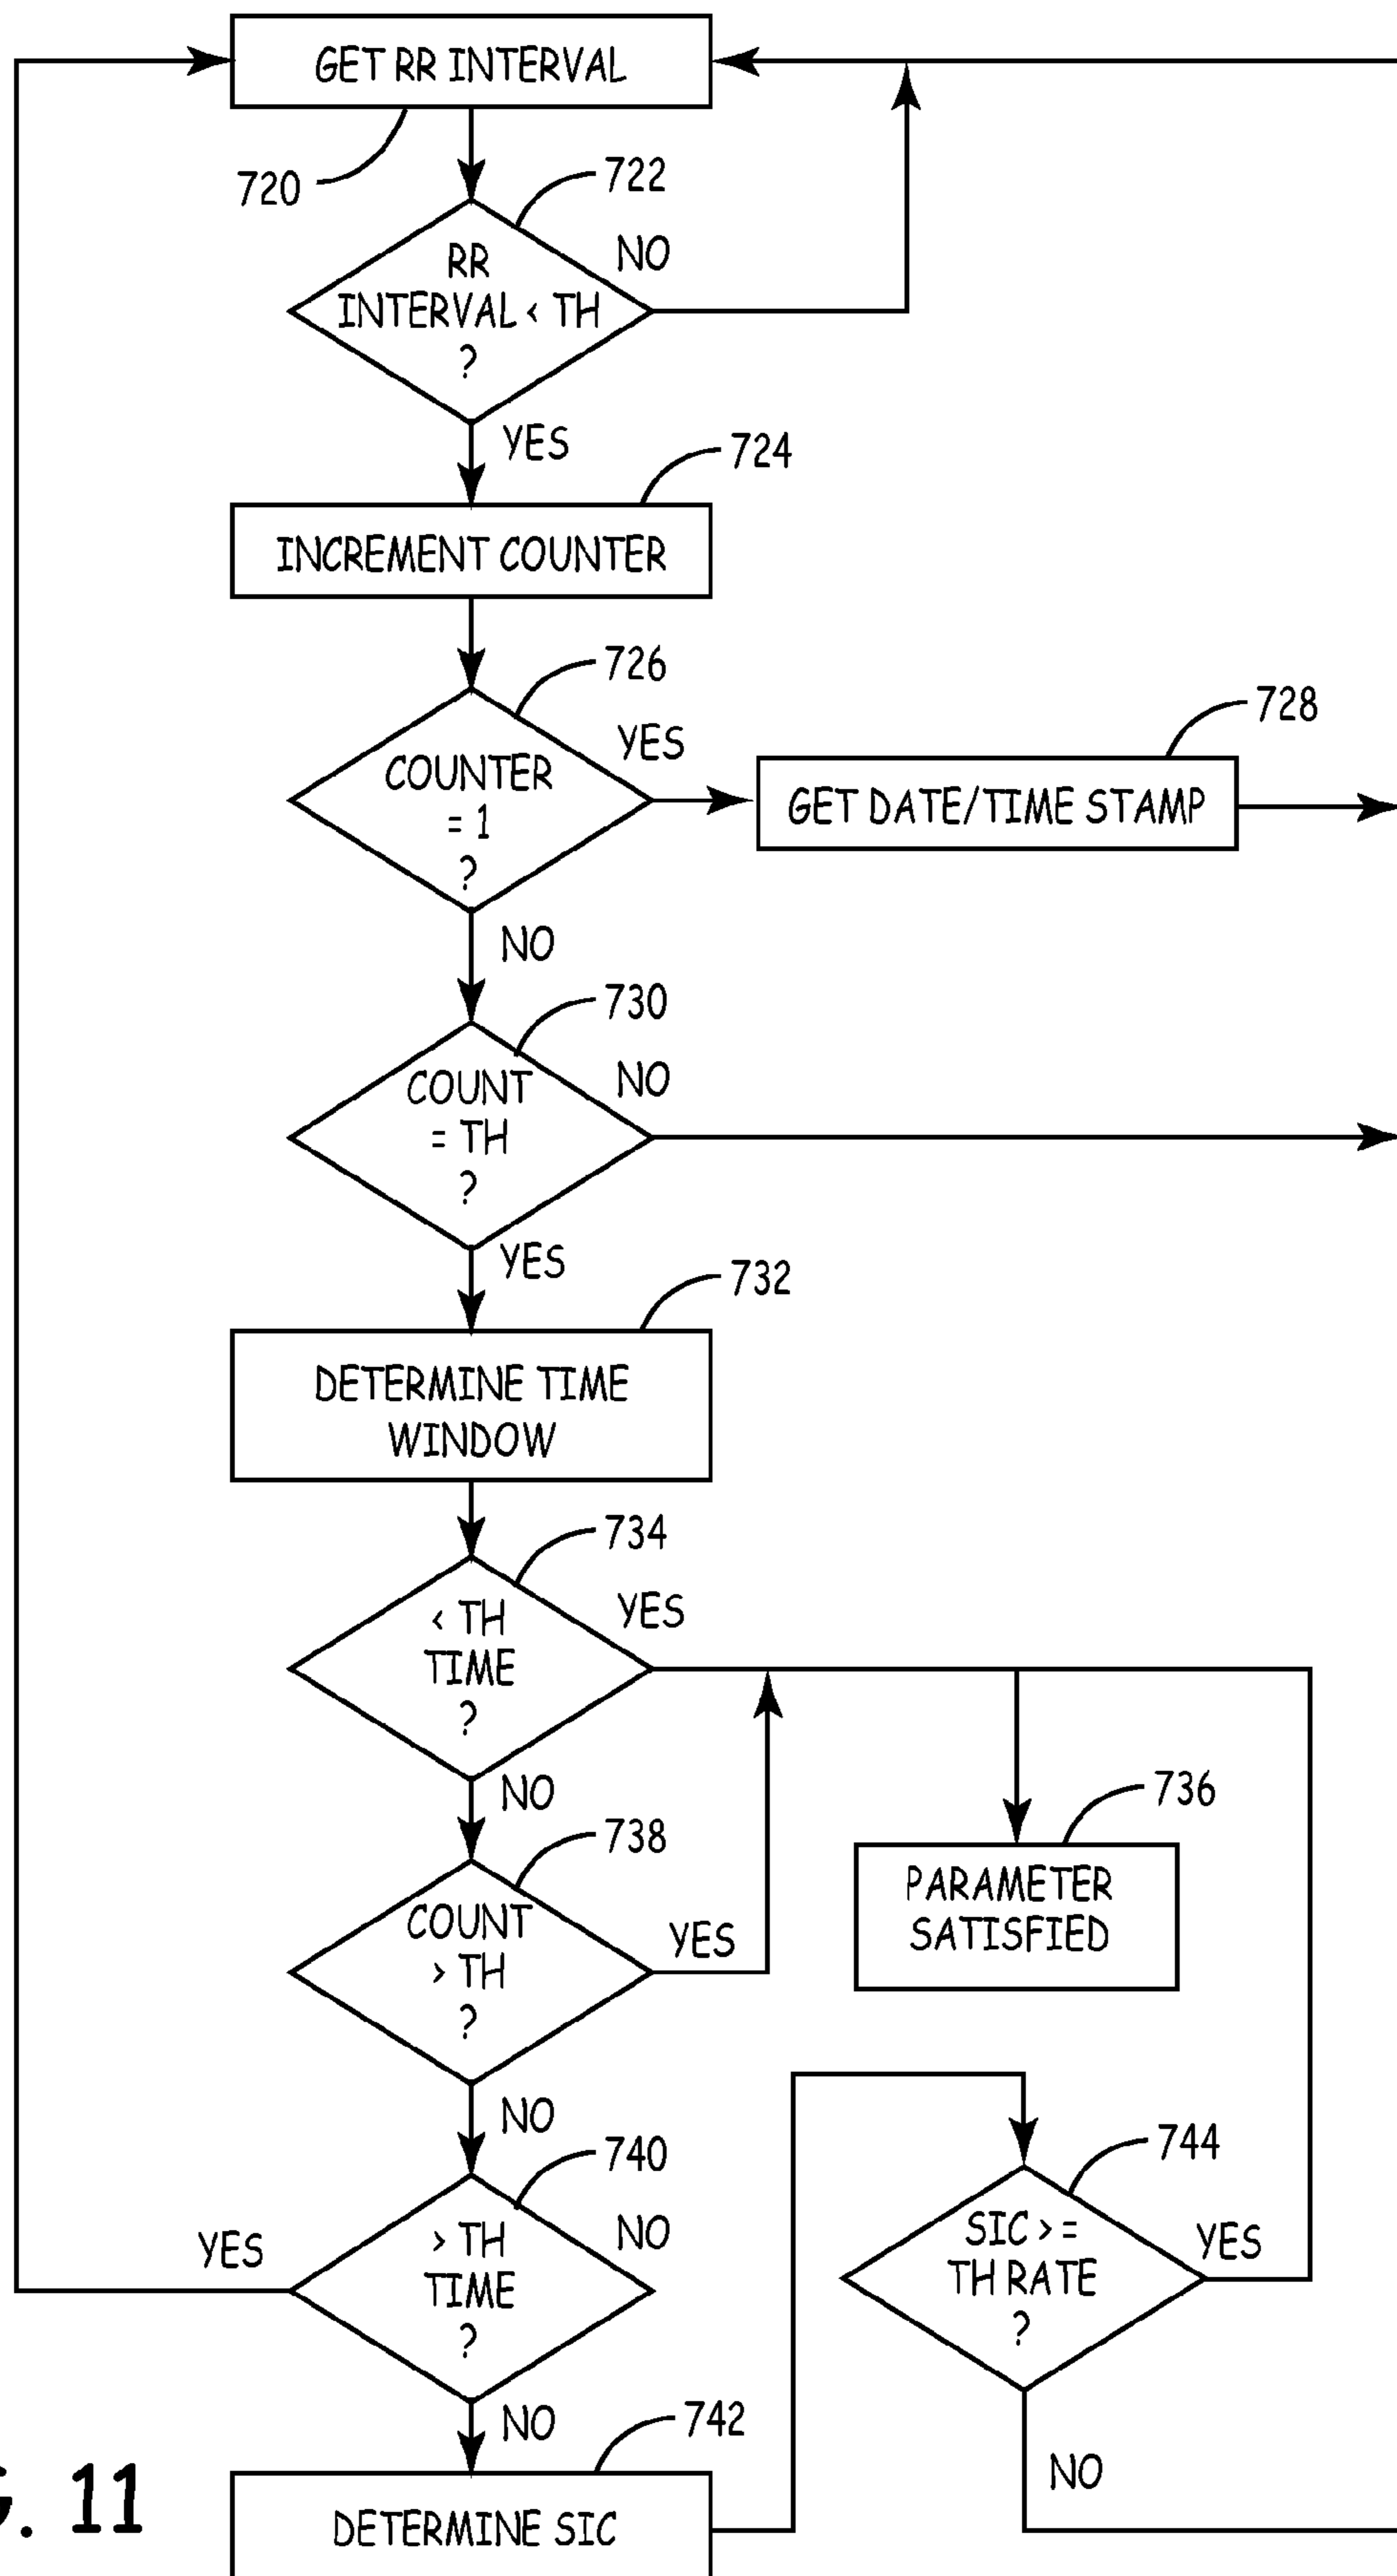 GET RR INTERVAL
720
722
RR
INTERVAL < TH
?
NO
YES
724
INCREMENT COUNTER
726
COUNTER
= 1
?
YES
728
GET DATE/TIME STAMP
NO
730
COUNT
= TH
?
NO
YES
732
DETERMINE TIME
WINDOW
734
< TH
TIME
?
YES
NO
736
PARAMETER
SATISFIED
738
COUNT
> TH
?
YES
NO
740
> TH
TIME
?
YES
NO
NO
742
DETERMINE SIC
744
SIC > =
TH RATE
?
YES
NO
G. 11